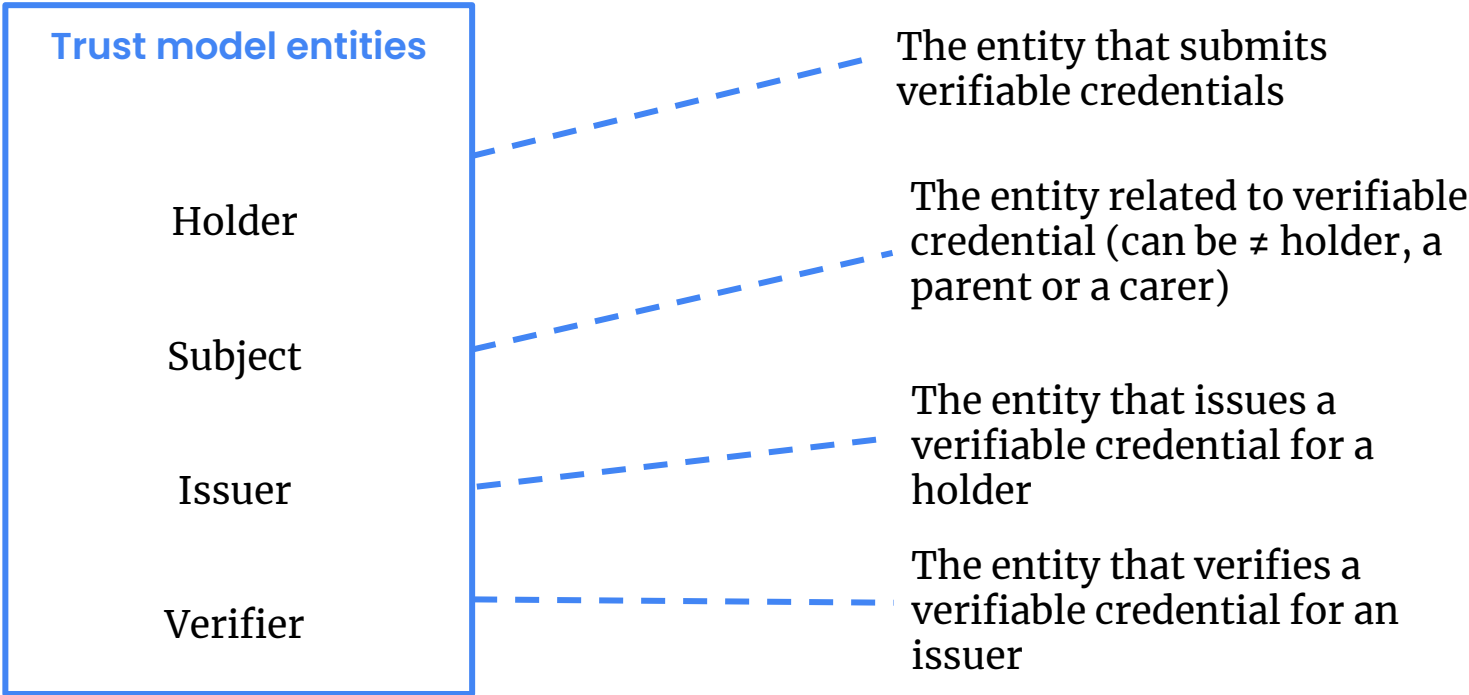 Trust model entities
The entity that submits
verifiable credentials
Holder
The entity related to verifiable
credential (can be ≠ holder, a
parent or a carer)
Subject
The entity that issues a
verifiable credential for a
holder
Issuer
The entity that verifies a
verifiable credential for an
issuer
Verifier